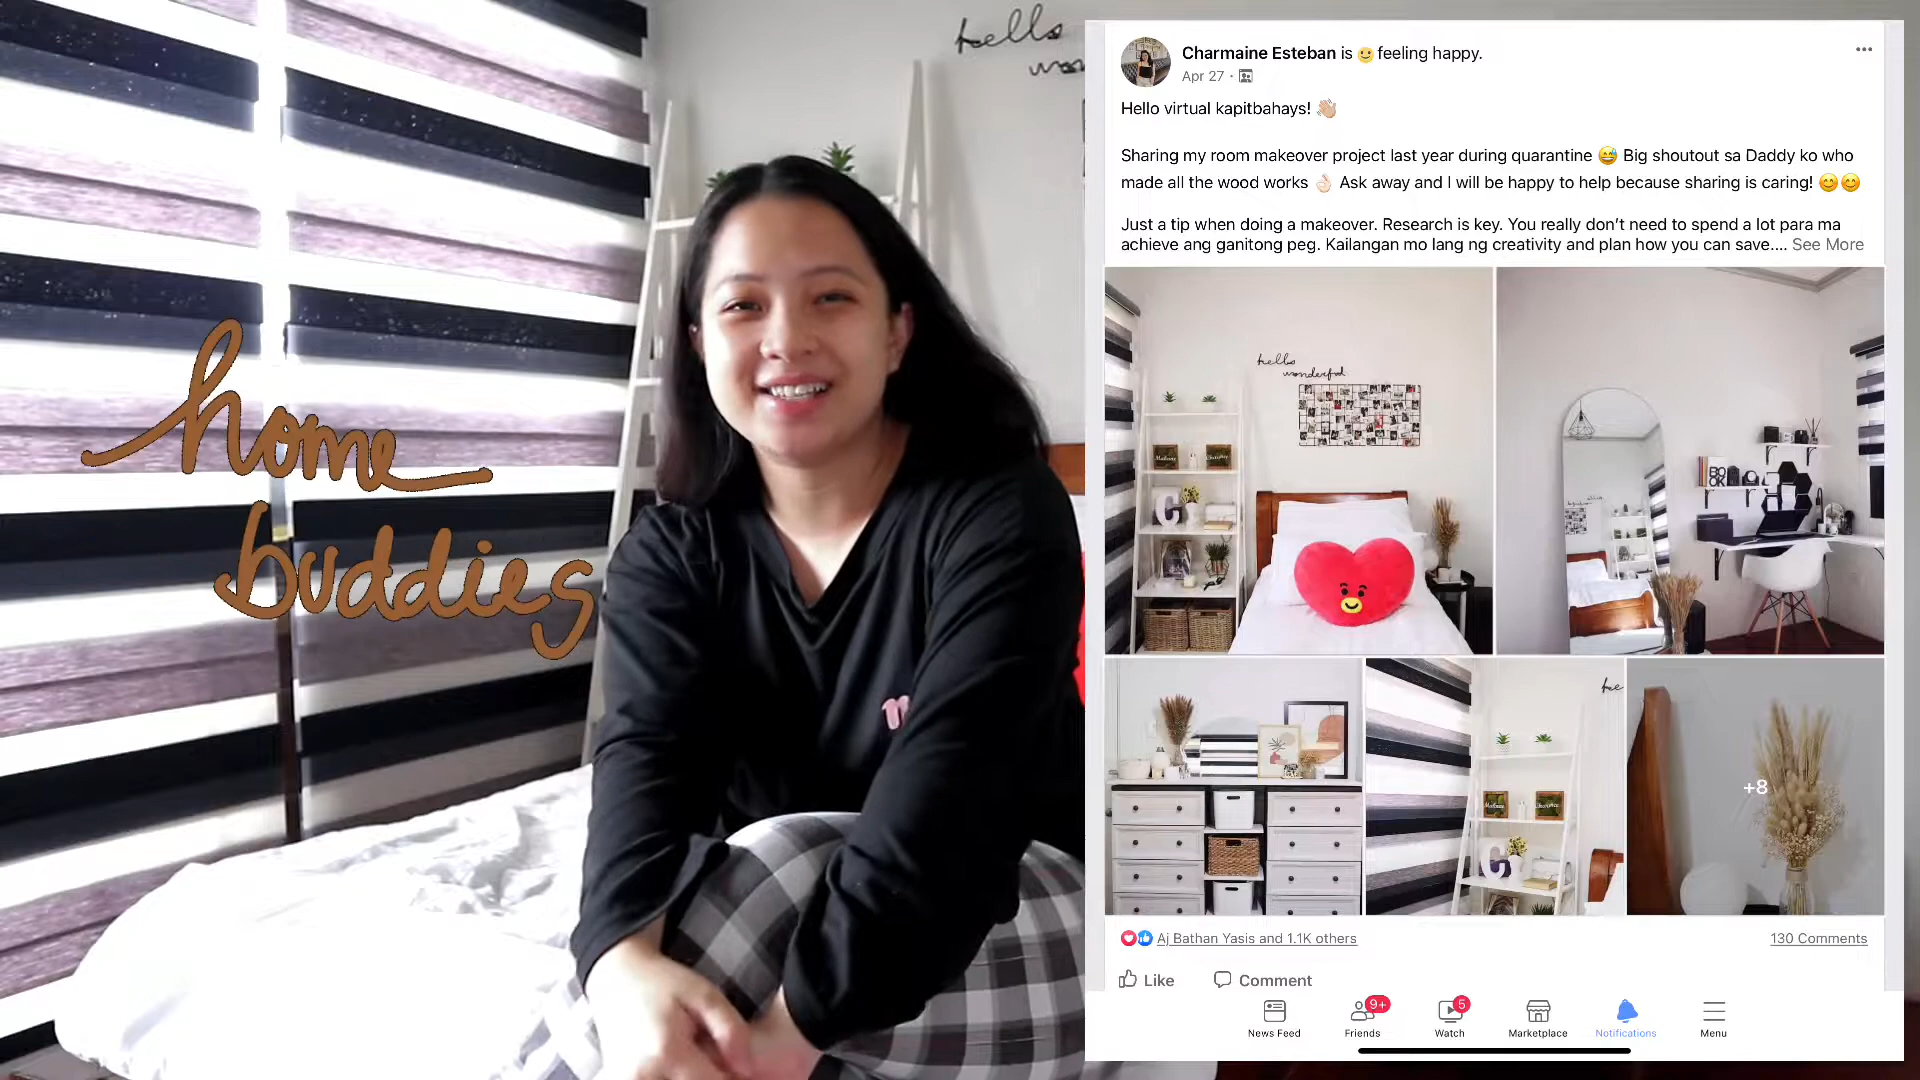 hello
home
buddies
Charmaine Esteban is 🙂 feeling happy.
Apr 27 ·
Hello virtual kapitbahays! 👋🏼
Sharing my room makeover project last year during quarantine 😅 Big shoutout sa Daddy ko who
made all the wood works 👌🏻 Ask away and I will be happy to help because sharing is caring! 😊😊
Just a tip when doing a makeover. Research is key. You really don’t need to spend a lot para ma
achieve ang ganitong peg. Kailangan mo lang ng creativity and plan how you can save.... See More
hello
wonderful
C
BO
OK
C
+8
Aj Bathan Yasis and 1.1K others
130 Comments
Like
Comment
9+
5
News Feed
Friends
Watch
Marketplace
Notifications
Menu